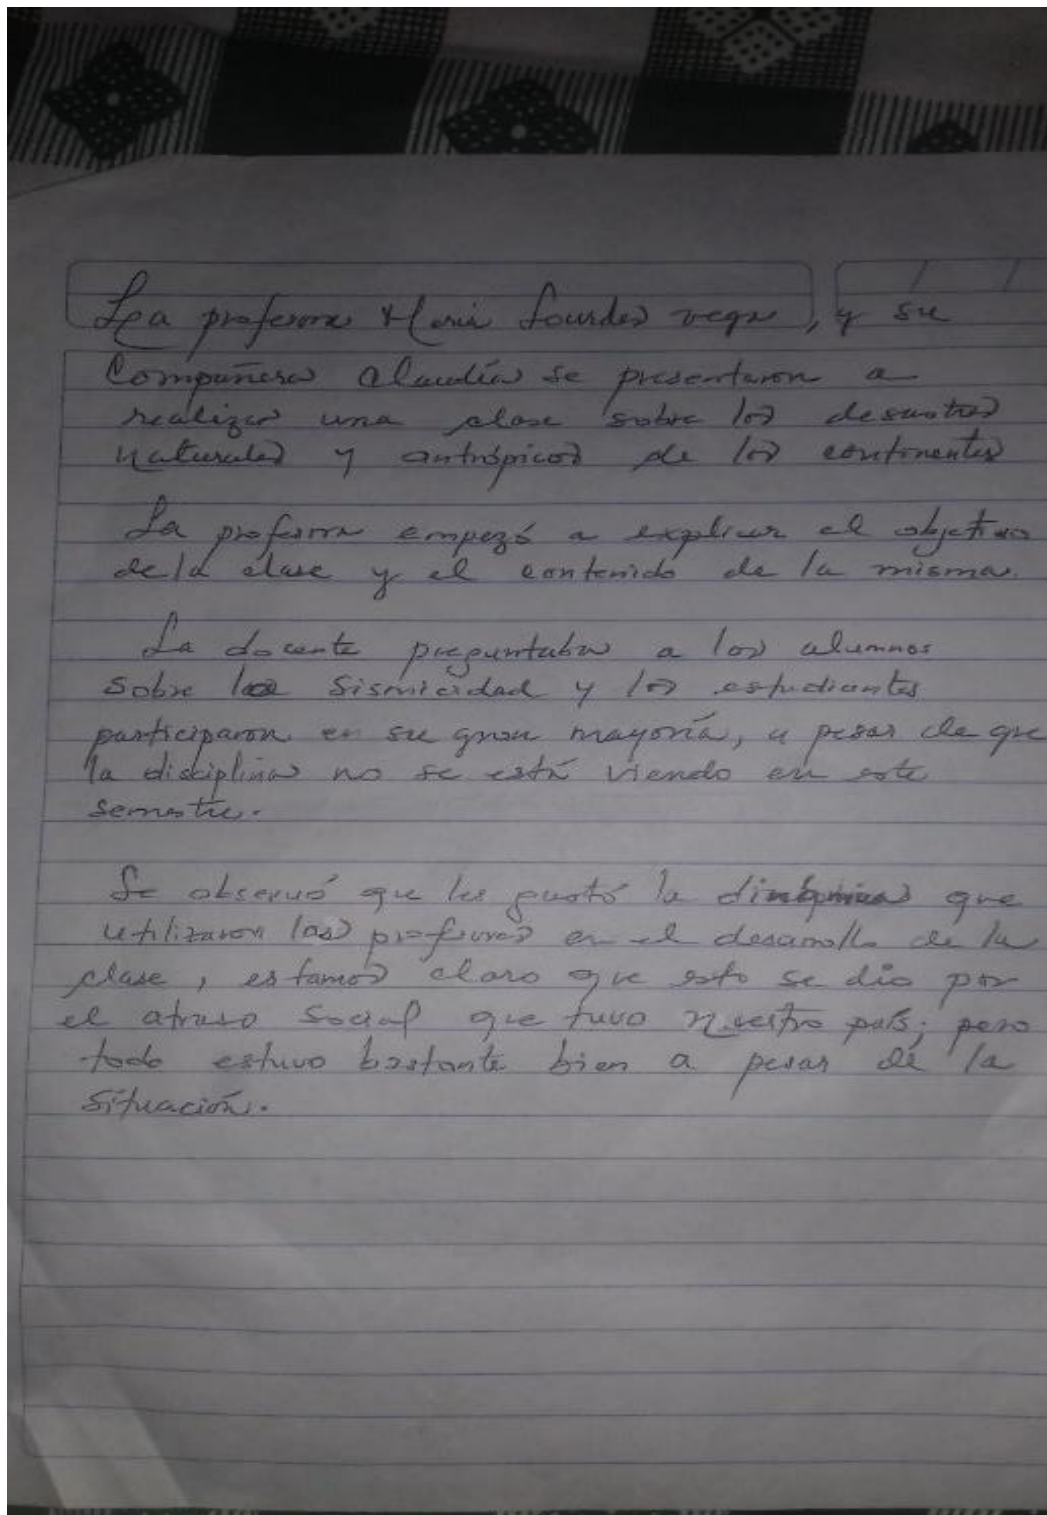 La profesora Maria Lourdes vega, y su
Compañera Claudia se presentaron a
realizar una clase sobre los desastres
naturales y antrópicos de los continentes
La profesora empezó a explicar el objetivo
de la clase y el contenido de la misma.
La docente preguntaba a los alumnos
sobre la sismicidad y los estudiantes
participaron en su gran mayoría, a pesar de que
la disciplina no se está viendo en este
semestre.
Se observó que les gustó la dinámica que
utilizaron las profesoras en el desarrollo de la
clase, estamos claro que esto se dio por
el atraso social que tuvo nuestro país; pero
todo estuvo bastante bien a pesar de la
situación.